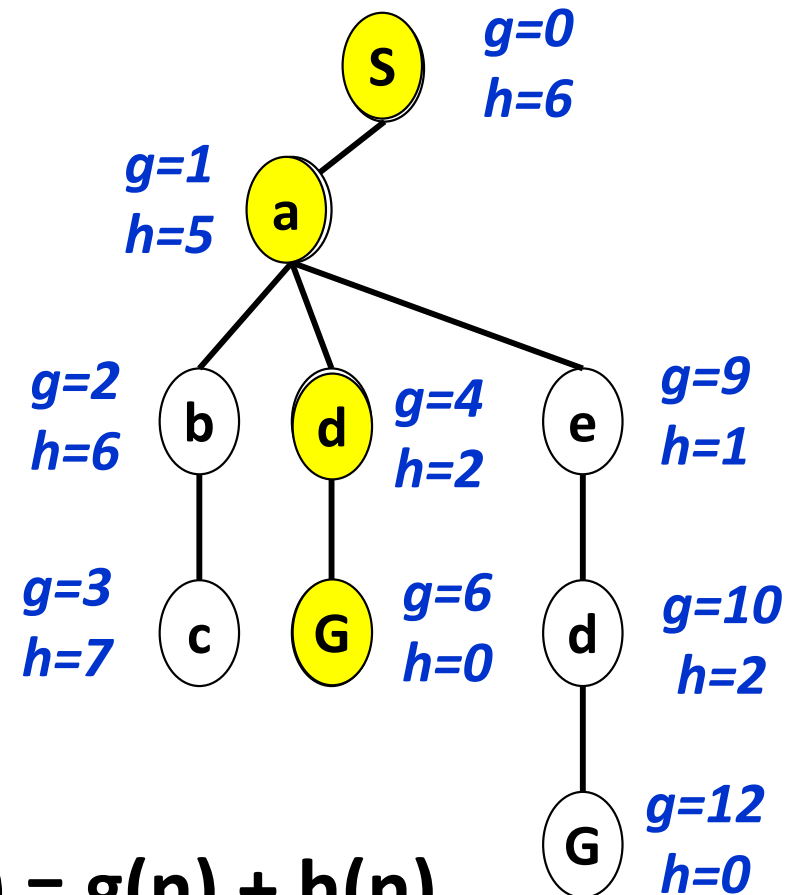 S
g=0
h=6
g=1
h=5
a
g=2
h=6
b
d
g=4
h=2
e
g=9
h=1
g=3
h=7
c
G
g=6
h=0
d
g=10
h=2
G
g=12
h=0
) = g(n) + h(n)